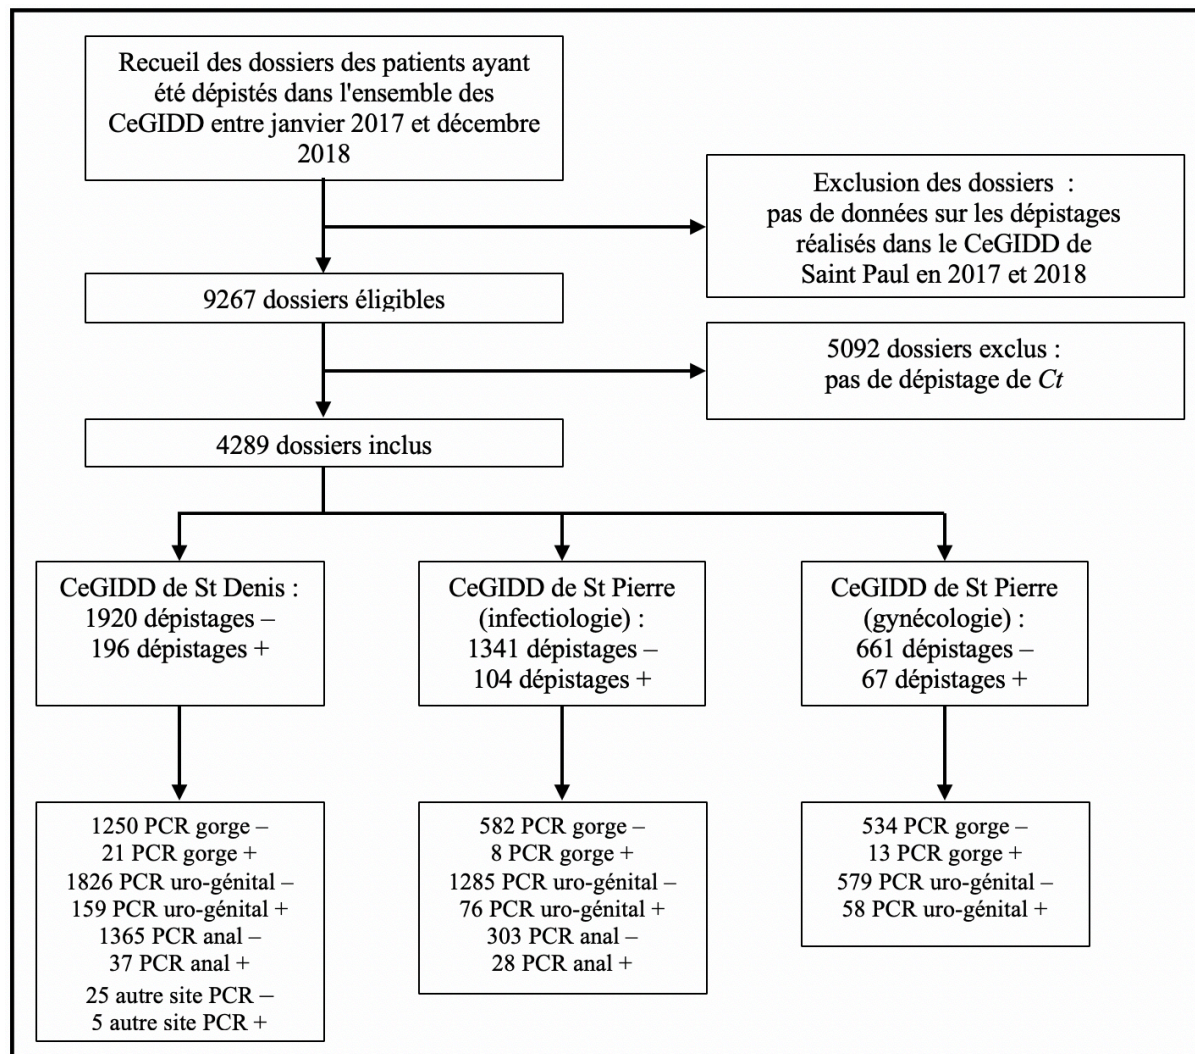 Recueil des dossiers des patients ayant
été dépistés dans l'ensemble des
CeGIDD entre janvier 2017 et décembre
2018
Exclusion des dossiers :
pas de données sur les dépistages
réalisés dans le CeGIDD de
Saint Paul en 2017 et 2018
9267 dossiers éligibles
5092 dossiers exclus :
pas de dépistage de Ct
4289 dossiers inclus
CeGIDD de St Denis :
1920 dépistages –
196 dépistages +
CeGIDD de St Pierre
(infectiologie) :
1341 dépistages –
104 dépistages +
CeGIDD de St Pierre
(gynécologie) :
661 dépistages –
67 dépistages +
1250 PCR gorge –
21 PCR gorge +
1826 PCR uro-génital –
159 PCR uro-génital +
1365 PCR anal –
37 PCR anal +
25 autre site PCR –
5 autre site PCR +
582 PCR gorge –
8 PCR gorge +
1285 PCR uro-génital –
76 PCR uro-génital +
303 PCR anal –
28 PCR anal +
534 PCR gorge –
13 PCR gorge +
579 PCR uro-génital –
58 PCR uro-génital +